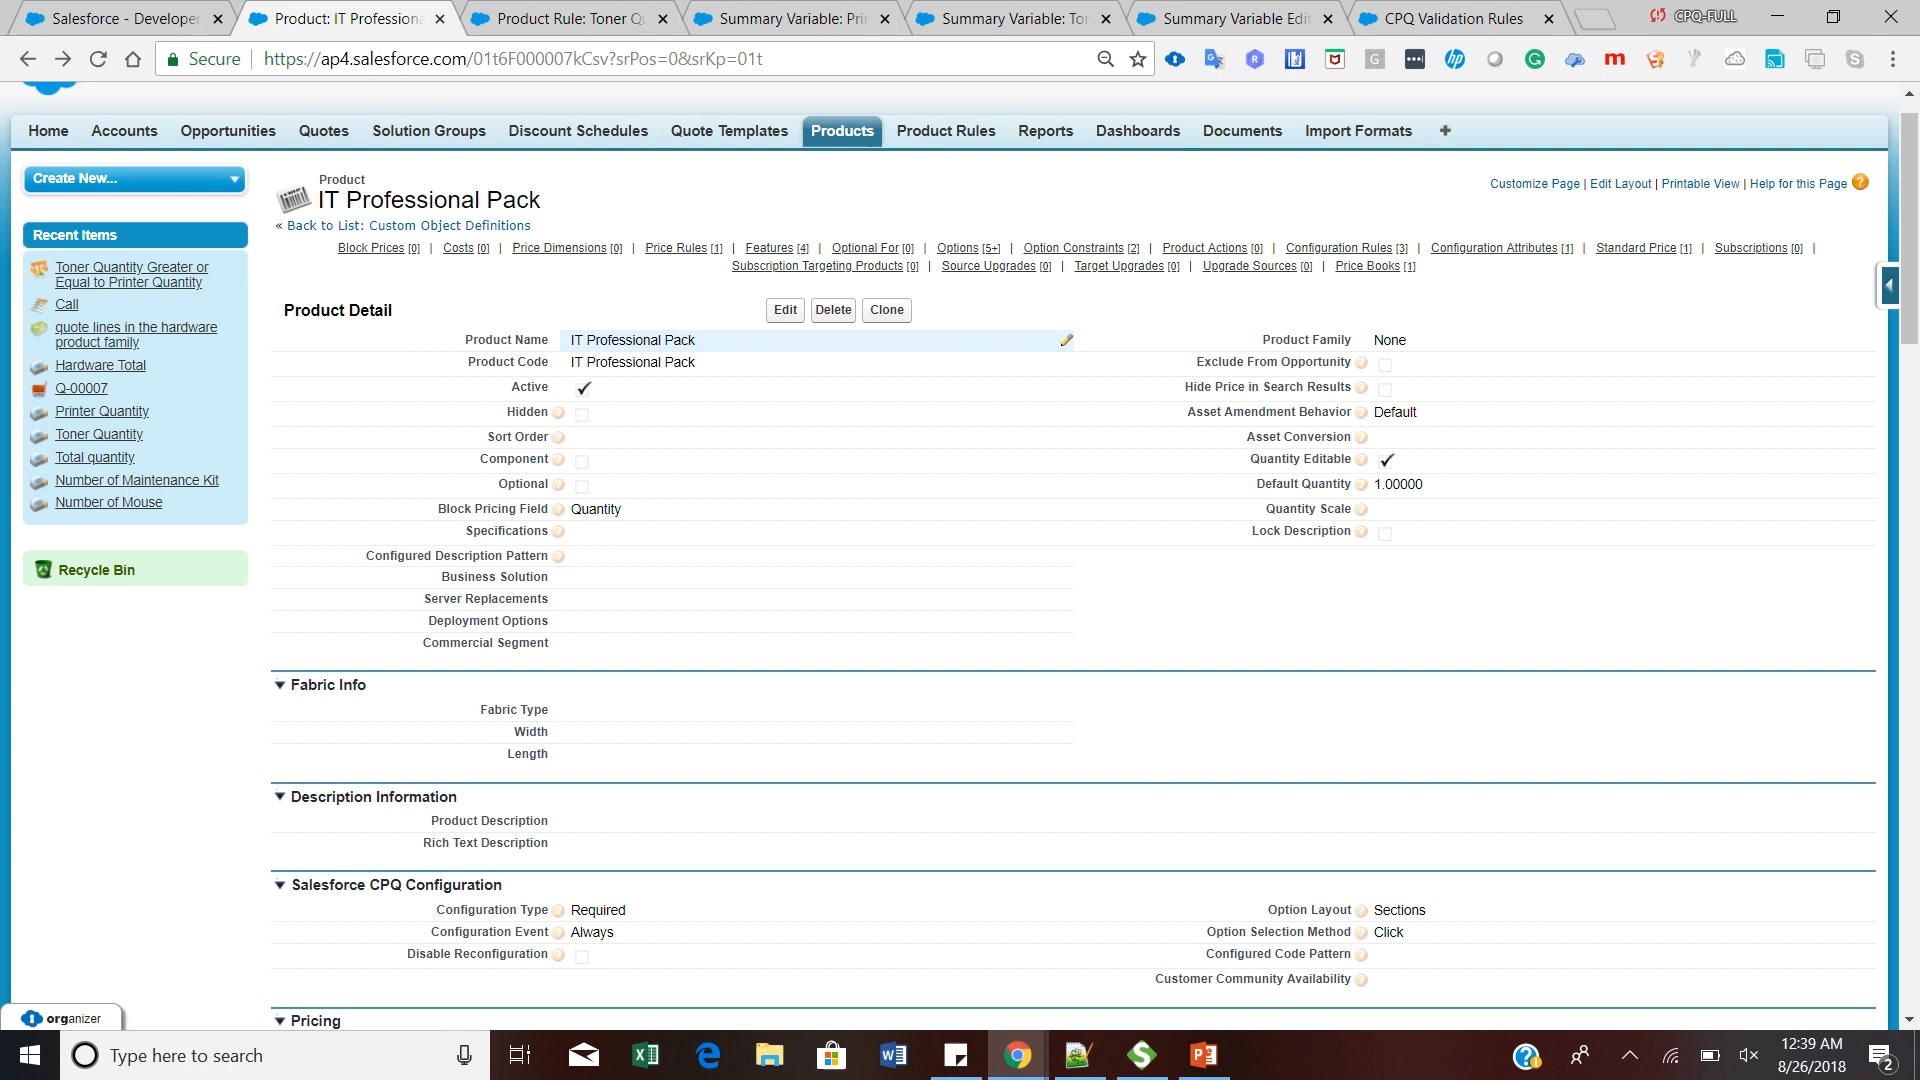 Salesforce - Developer
Product: IT Professiona
Product Rule: Toner Qu
Summary Variable: Prin
Summary Variable: Ton
Summary Variable Edit
CPQ Validation Rules
CPQ-FULL
Secure
https://ap4.salesforce.com/01t6F000007kCsv?srPos=0&srKp=01t
Home Accounts Opportunities Quotes Solution Groups Discount Schedules Quote Templates Products Product Rules Reports Dashboards Documents Import Formats +
Create New...
Recent Items
Toner Quantity Greater or
Equal to Printer Quantity
Call
quote lines in the hardware
product family
Hardware Total
Q-00007
Printer Quantity
Toner Quantity
Total quantity
Number of Maintenance Kit
Number of Mouse
Recycle Bin
Product
IT Professional Pack
Customize Page | Edit Layout | Printable View | Help for this Page
« Back to List: Custom Object Definitions
Block Prices [0] | Costs [0] | Price Dimensions [0] | Price Rules [1] | Features [4] | Optional For [0] | Options [5+] | Option Constraints [2] | Product Actions [0] | Configuration Rules [3] | Configuration Attributes [1] | Standard Price [1] | Subscriptions [0] |
Subscription Targeting Products [0] | Source Upgrades [0] | Target Upgrades [0] | Upgrade Sources [0] | Price Books [1]
Product Detail
Edit Delete Clone
Product Name IT Professional Pack
Product Family None
Product Code IT Professional Pack
Exclude From Opportunity
Active
Hide Price in Search Results
Hidden
Asset Amendment Behavior Default
Sort Order
Asset Conversion
Component
Quantity Editable
Optional
Default Quantity 1.00000
Block Pricing Field Quantity
Quantity Scale
Specifications
Lock Description
Configured Description Pattern
Business Solution
Server Replacements
Deployment Options
Commercial Segment
Fabric Info
Fabric Type
Width
Length
Description Information
Product Description
Rich Text Description
Salesforce CPQ Configuration
Configuration Type Required
Option Layout Sections
Configuration Event Always
Option Selection Method Click
Disable Reconfiguration
Configured Code Pattern
Customer Community Availability
Pricing
organizer
Type here to search
12:39 AM
8/26/2018
2